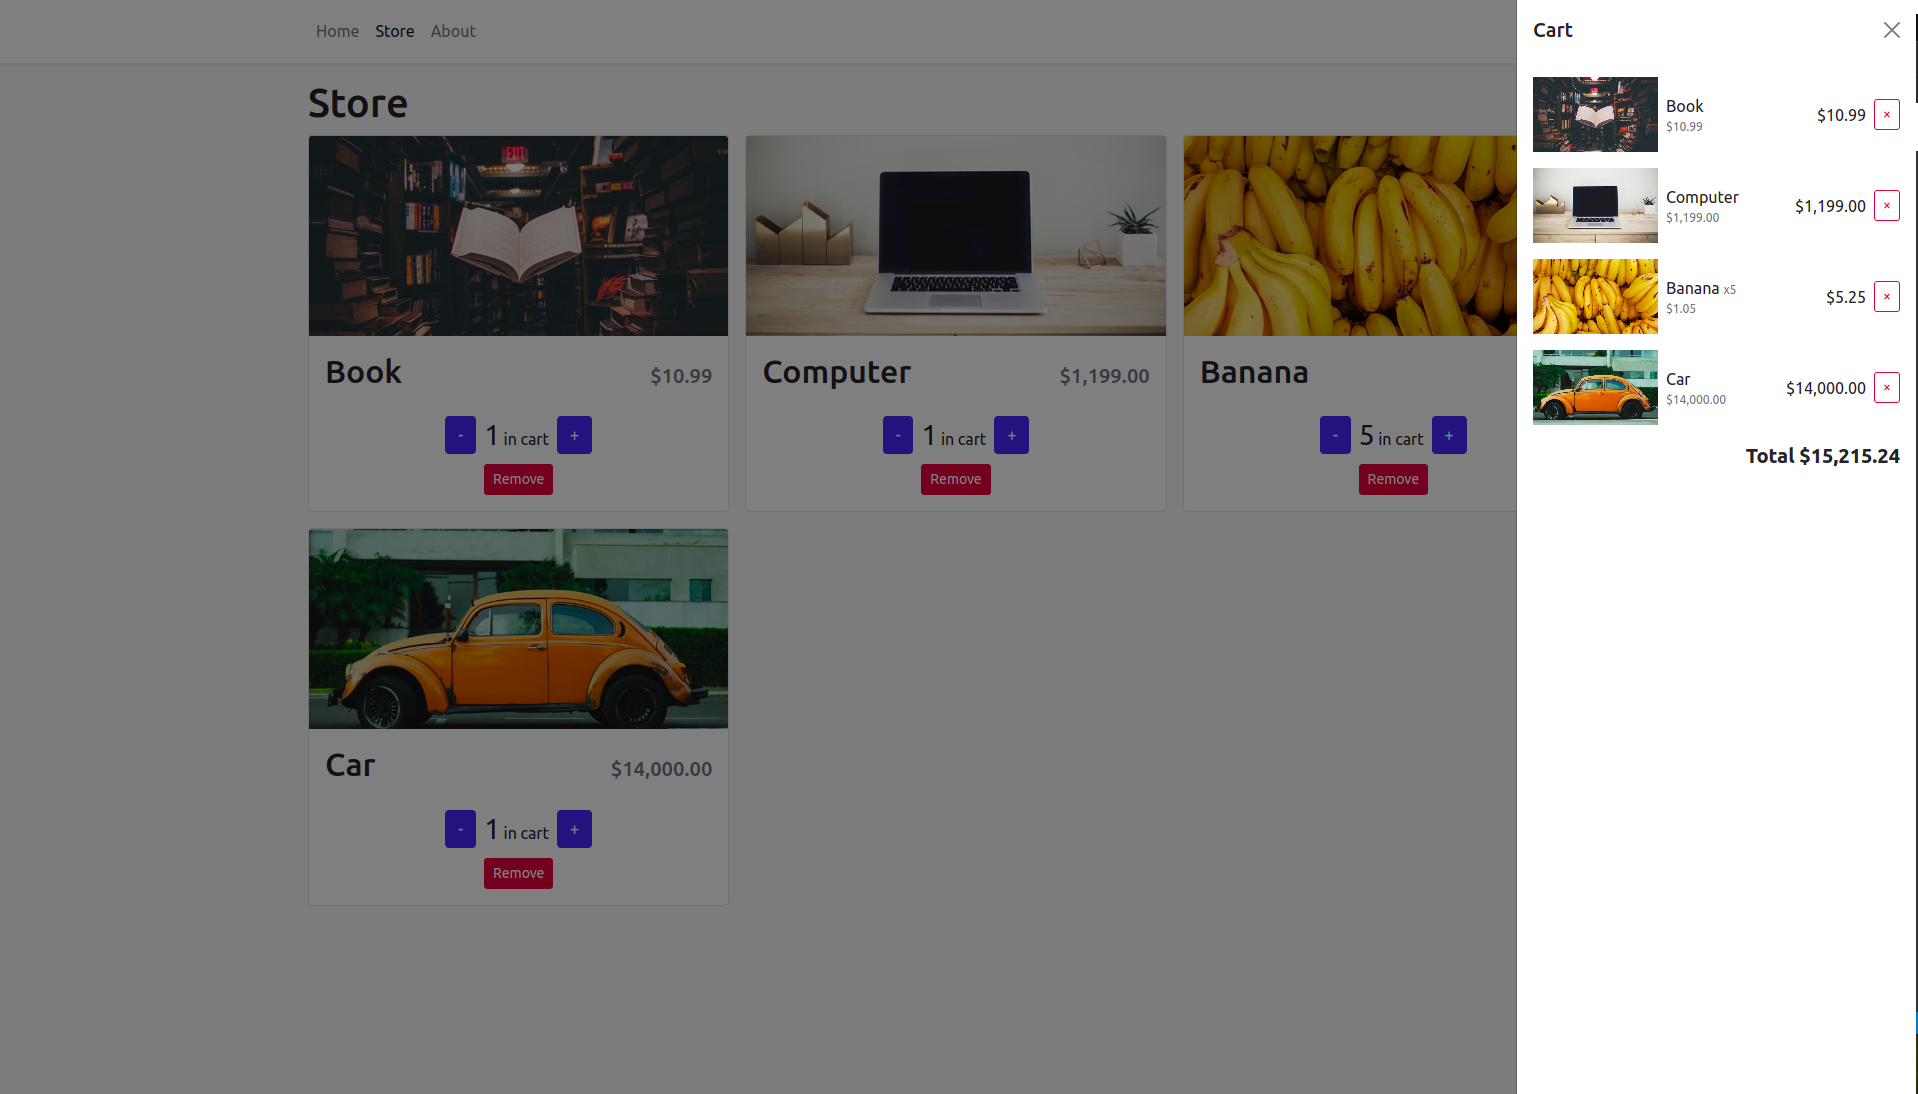 Home Store About
Store
EXIT
Book $10.99
- 1 in cart +
Remove
Computer $1,199.00
- 1 in cart +
Remove
Banana
- 5 in cart +
Remove
Car $14,000.00
- 1 in cart +
Remove
Cart
Book $10.99 ×
$10.99
Computer $1,199.00 ×
$1,199.00
Banana x5 $5.25 ×
$1.05
Car $14,000.00 ×
$14,000.00
Total $15,215.24